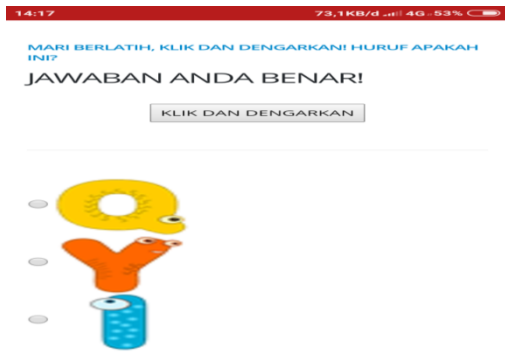 14:17 73,1KB/d 4G 53%
MARI BERLATIH, KLIK DAN DENGARKAN! HURUF APAKAH
INI?
JAWABAN ANDA BENAR!
KLIK DAN DENGARKAN
Q
Y
I